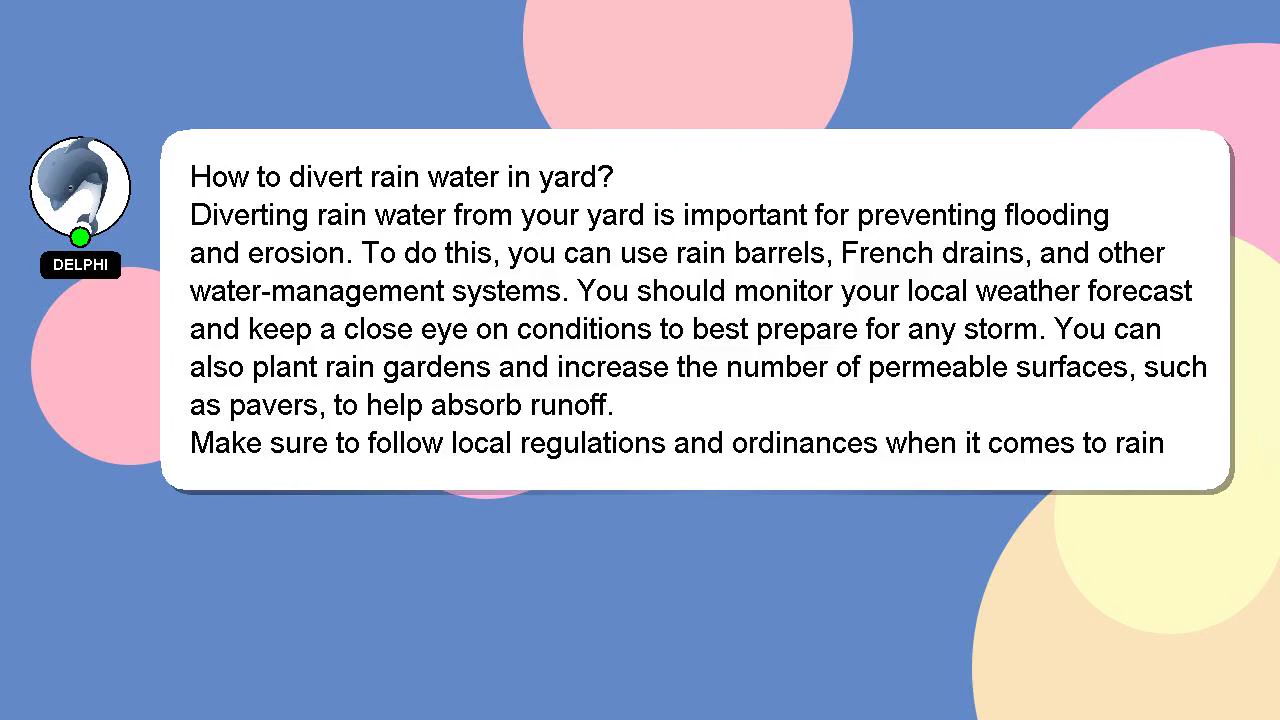 DELPHI
How to divert rain water in yard?
Diverting rain water from your yard is important for preventing flooding
and erosion. To do this, you can use rain barrels, French drains, and other
water-management systems. You should monitor your local weather forecast
and keep a close eye on conditions to best prepare for any storm. You can
also plant rain gardens and increase the number of permeable surfaces, such
as pavers, to help absorb runoff.
Make sure to follow local regulations and ordinances when it comes to rain